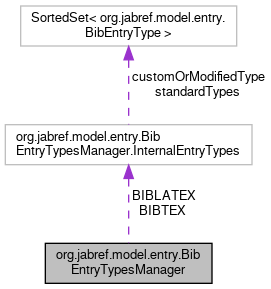 SortedSet< org.jabref.model.entry.
BibEntryType >
customOrModifiedType
standardTypes
org.jabref.model.entry.Bib
EntryTypesManager.InternalEntryTypes
BIBLATEX
BIBTEX
org.jabref.model.entry.Bib
EntryTypesManager